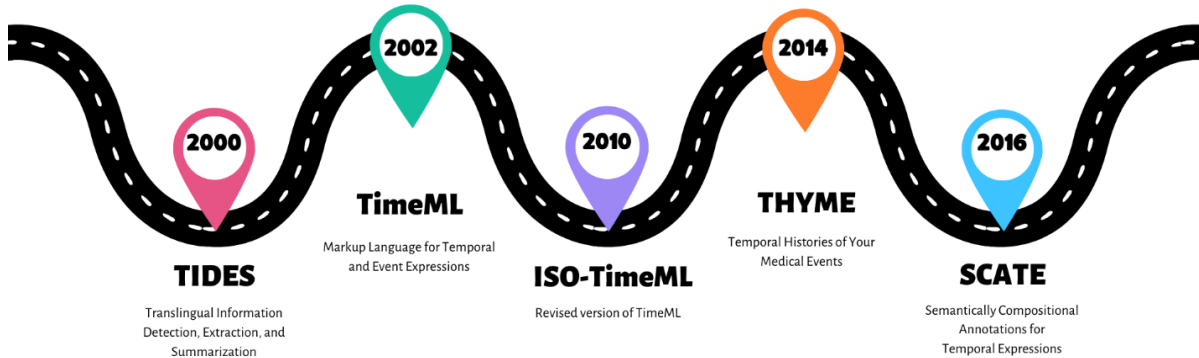 2000
TIDES
Translingual Information
Detection, Extraction, and
Summarization
2002
TimeML
Markup Language for Temporal
and Event Expressions
2010
ISO-TimeML
Revised version of TimeML
2014
THYME
Temporal Histories of Your
Medical Events
2016
SCATE
Semantically Compositional
Annotations for
Temporal Expressions